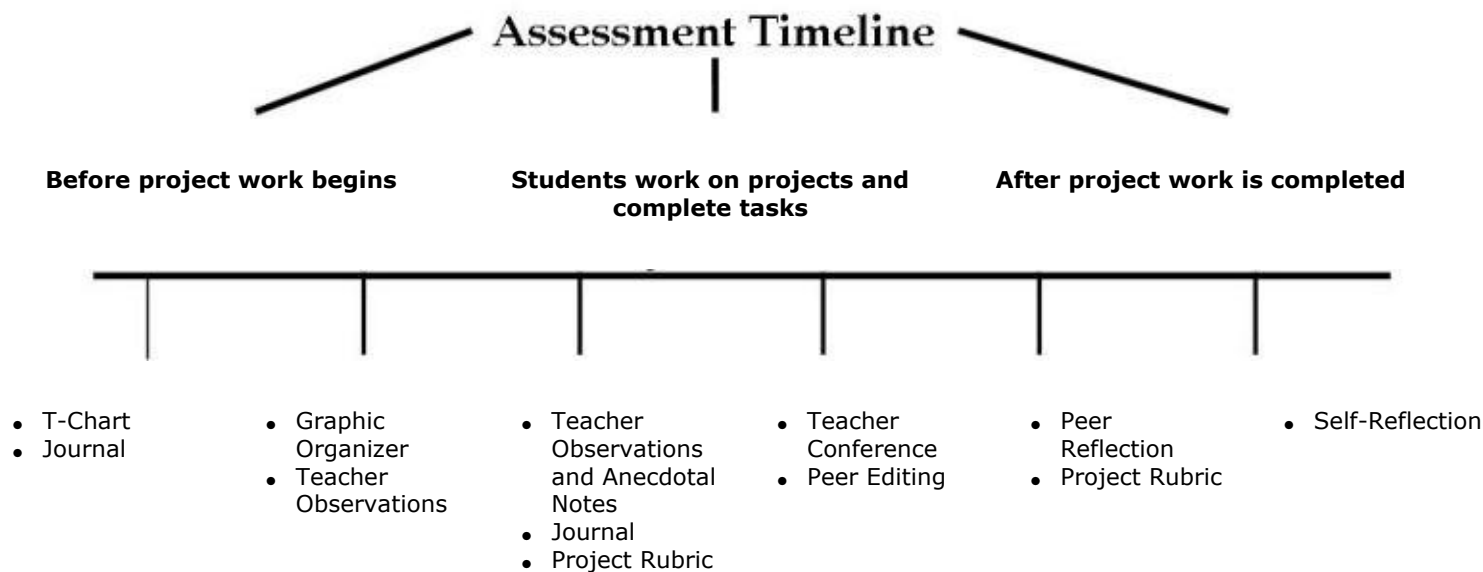 Assessment Timeline
Before project work begins
Students work on projects and
complete tasks
After project work is completed
• T-Chart
• Journal
• Graphic
Organizer
• Teacher
Observations
• Teacher
Observations
and Anecdotal
Notes
• Journal
• Project Rubric
• Teacher
Conference
• Peer Editing
• Peer
Reflection
• Project Rubric
• Self-Reflection